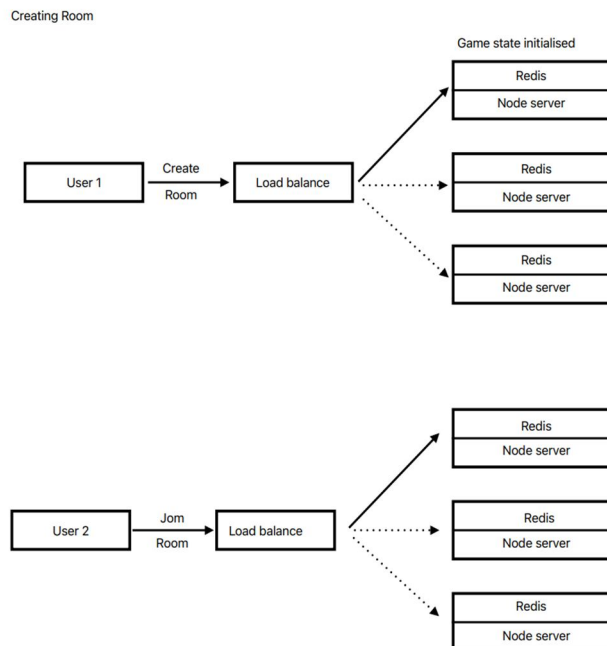 Creating Room
Game state initialised
Redis
Node server
User 1
Create
Room
Load balance
Redis
Node server
Redis
Node server
Redis
Node server
User 2
Jom
Room
Load balance
Redis
Node server
Redis
Node server